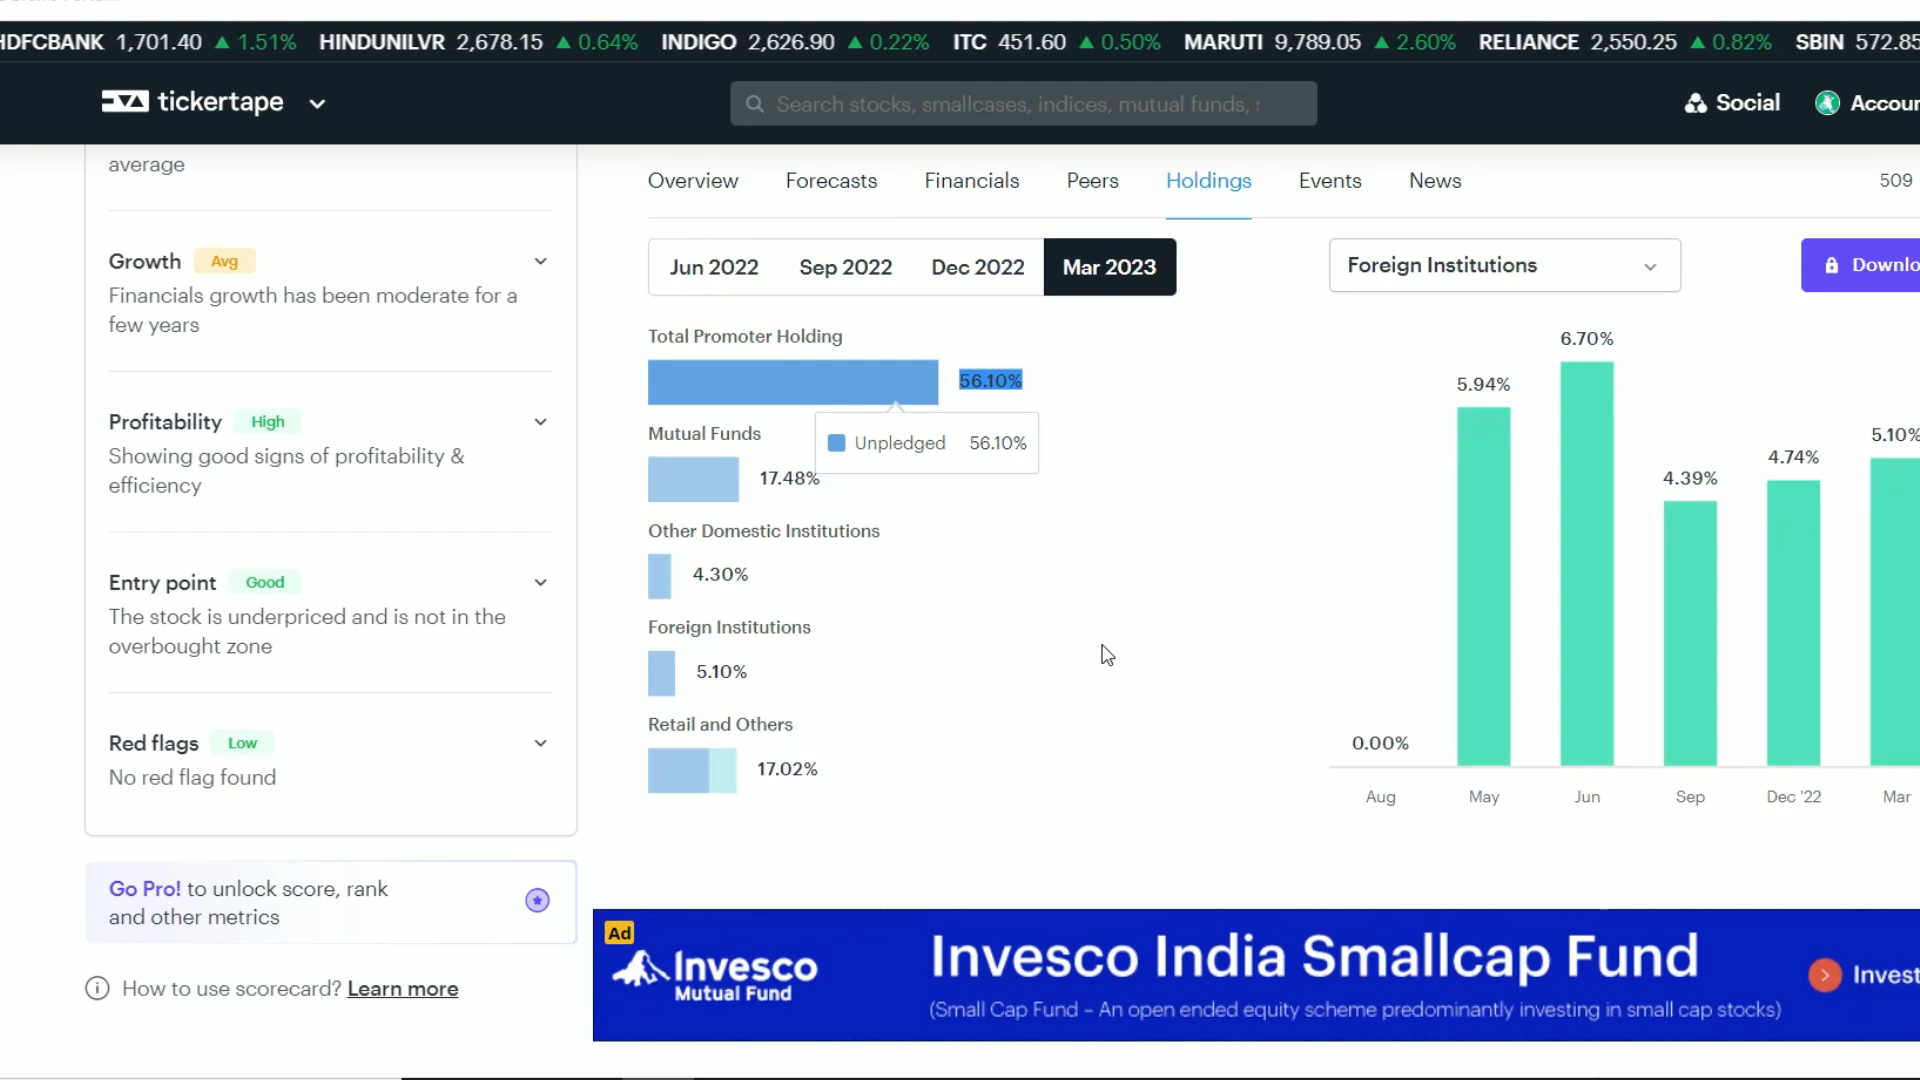 HDFCBANK 1,701.40 ▲ 1.51% HINDUNILVR 2,678.15 ▲ 0.64% INDIGO 2,626.90 ▲ 0.22% ITC 451.60 ▲ 0.50% MARUTI 9,789.05 ▲ 2.60% RELIANCE 2,550.25 ▲ 0.82% SBIN 572.85
tickertape
Search stocks, smallcases, indices, mutual funds, :
Social
Accoun
average
Growth Avg
Financials growth has been moderate for a
few years
Profitability High
Showing good signs of profitability &
efficiency
Entry point Good
The stock is underpriced and is not in the
overbought zone
Red flags Low
No red flag found
Go Pro! to unlock score, rank
and other metrics
How to use scorecard? Learn more
Overview Forecasts Financials Peers Holdings Events News
509
Jun 2022 Sep 2022 Dec 2022 Mar 2023
Foreign Institutions
Downlo
Total Promoter Holding
56.10%
Unpledged 56.10%
Mutual Funds
17.48%
Other Domestic Institutions
4.30%
Foreign Institutions
5.10%
Retail and Others
17.02%
0.00% 5.94% 6.70% 4.39% 4.74% 5.10%
Aug May Jun Sep Dec '22 Mar
Ad
Invesco
Mutual Fund
Invesco India Smallcap Fund
(Small Cap Fund – An open ended equity scheme predominantly investing in small cap stocks)
Invest